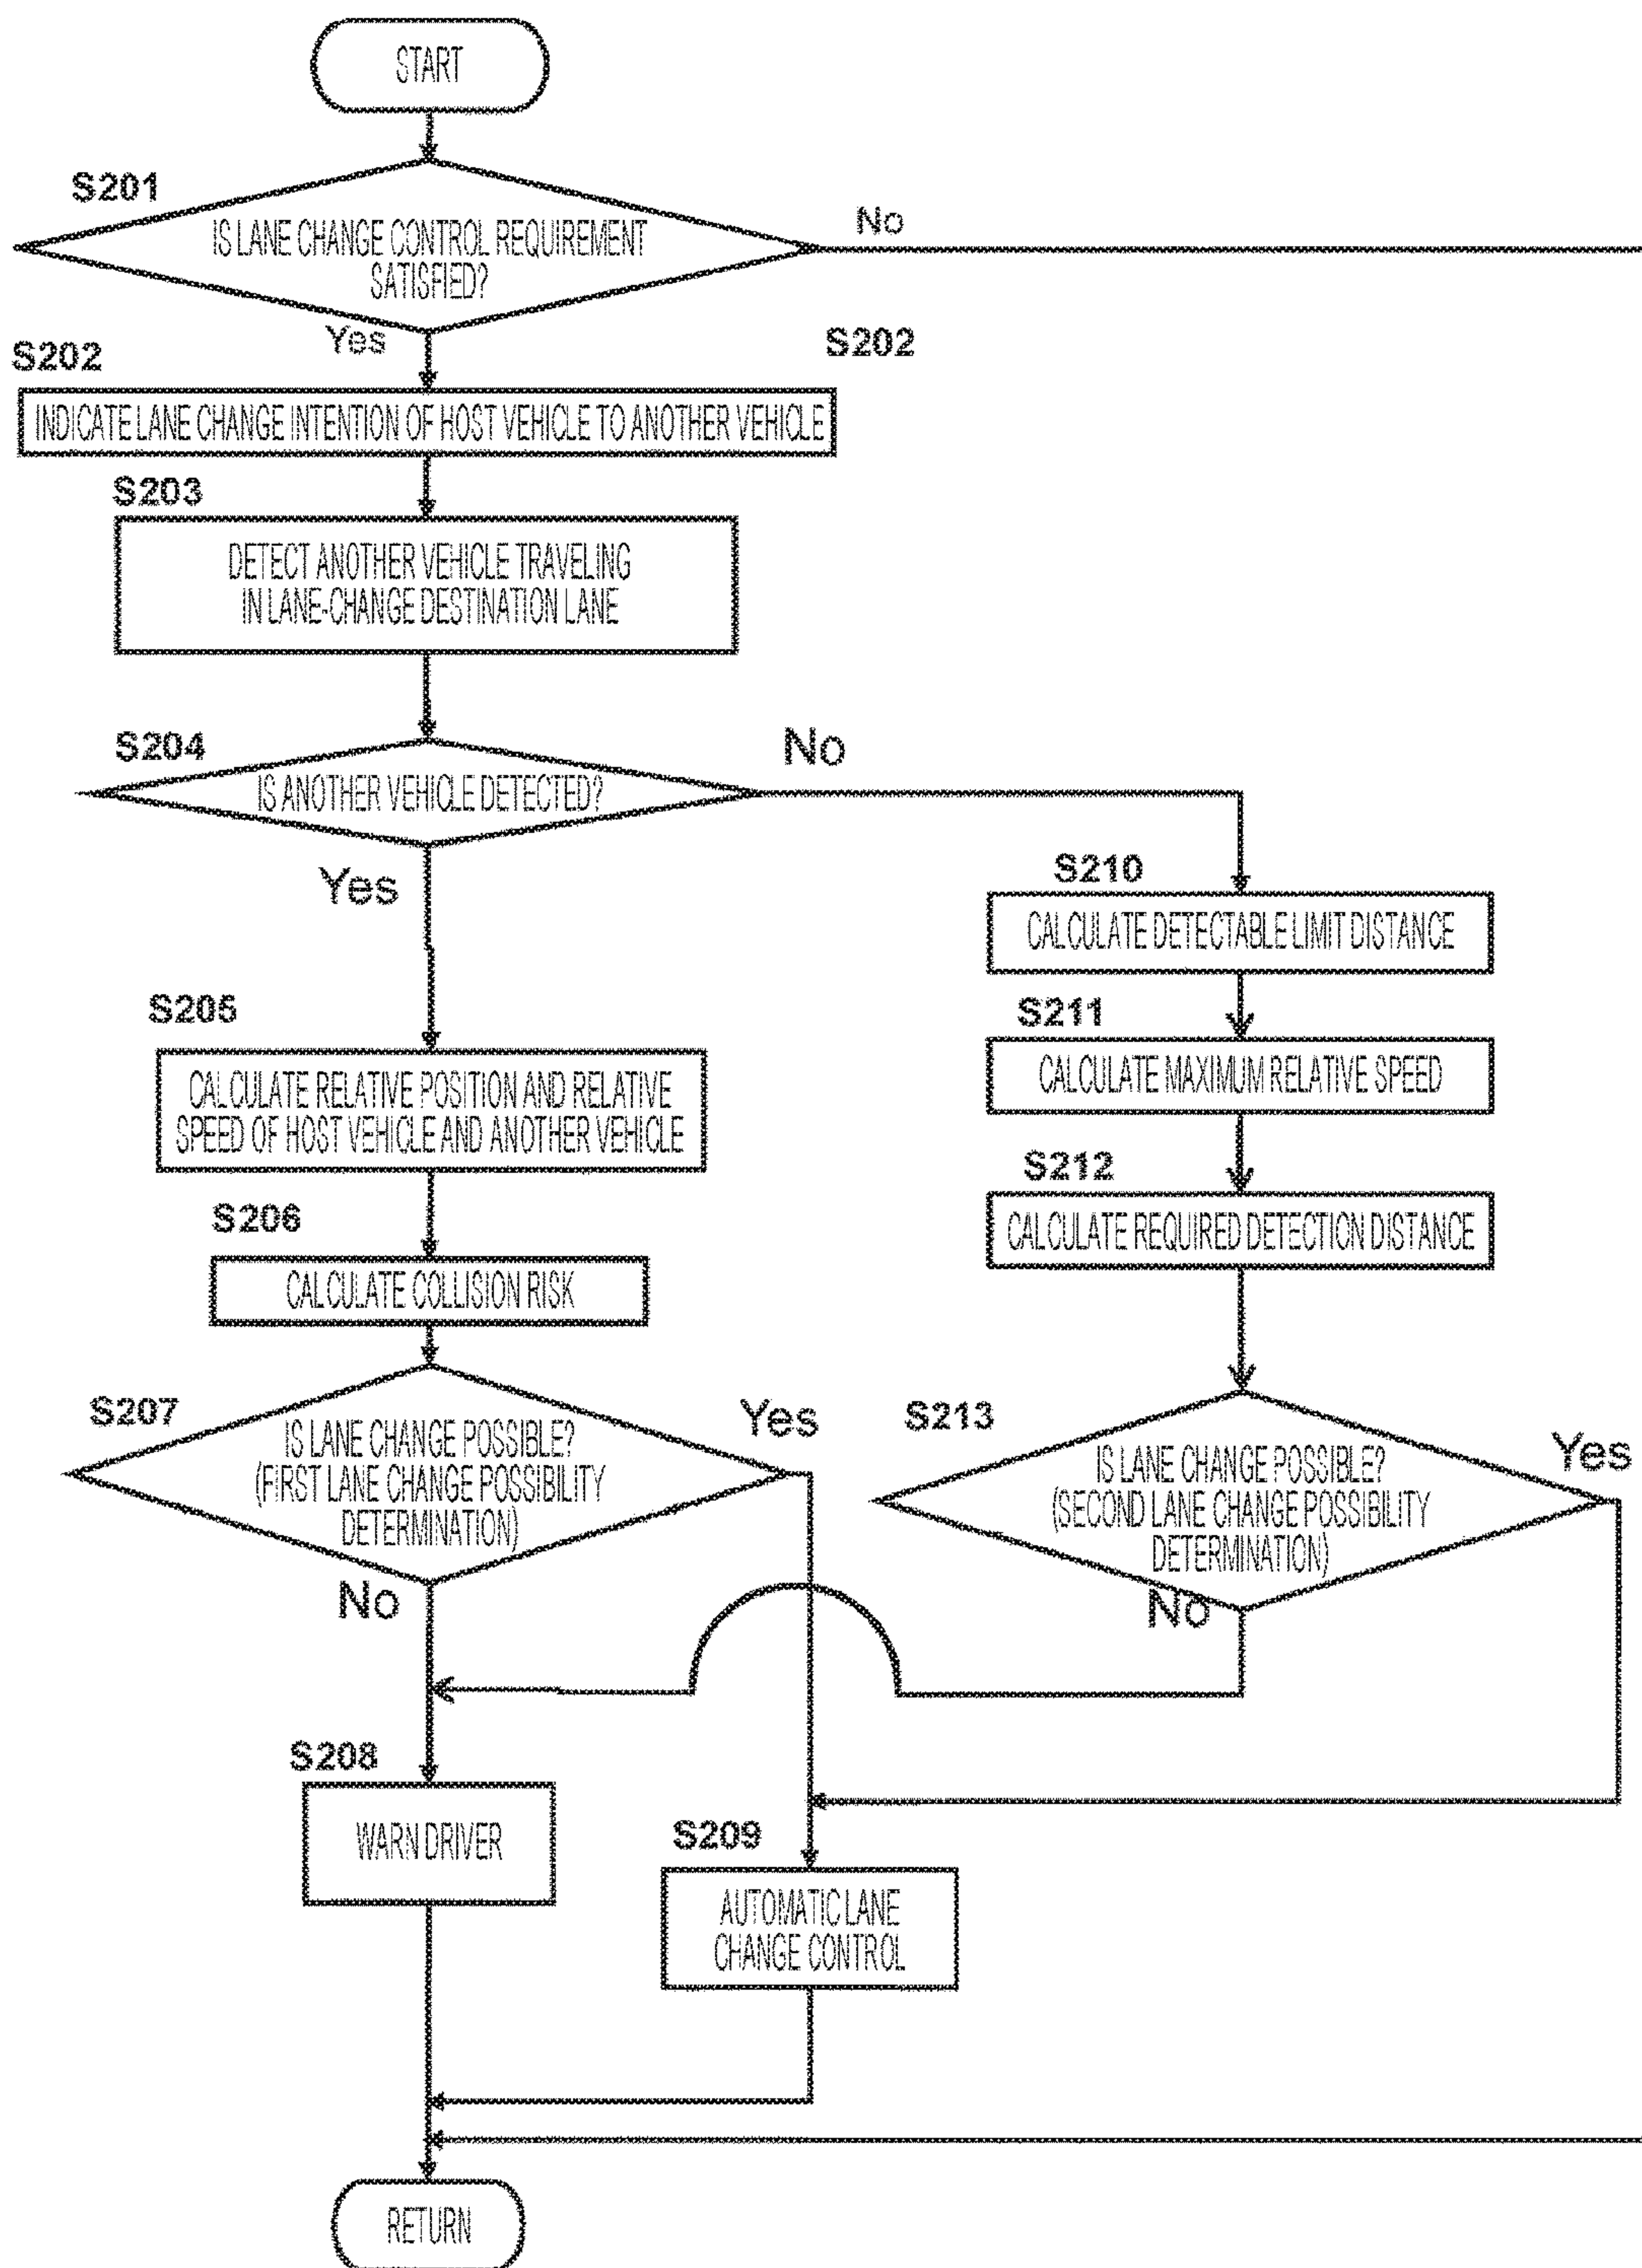 START
S201
IS LANE CHANGE CONTROL REQUIREMENT
SATISFIED?
No
Yes
S202
S202
INDICATE LANE CHANGE INTENTION OF HOST VEHICLE TO ANOTHER VEHICLE
S203
DETECT ANOTHER VEHICLE TRAVELING
IN LANE-CHANGE DESTINATION LANE
S204
IS ANOTHER VEHICLE DETECTED?
No
Yes
S205
CALCULATE RELATIVE POSITION AND RELATIVE
SPEED OF HOST VEHICLE AND ANOTHER VEHICLE
S206
CALCULATE COLLISION RISK
S207
IS LANE CHANGE POSSIBLE?
(FIRST LANE CHANGE POSSIBILITY
DETERMINATION)
Yes
No
S210
CALCULATE DETECTABLE LIMIT DISTANCE
S211
CALCULATE MAXIMUM RELATIVE SPEED
S212
CALCULATE REQUIRED DETECTION DISTANCE
S213
IS LANE CHANGE POSSIBLE?
(SECOND LANE CHANGE POSSIBILITY
DETERMINATION)
Yes
No
S208
WARN DRIVER
S209
AUTOMATIC LANE
CHANGE CONTROL
RETURN